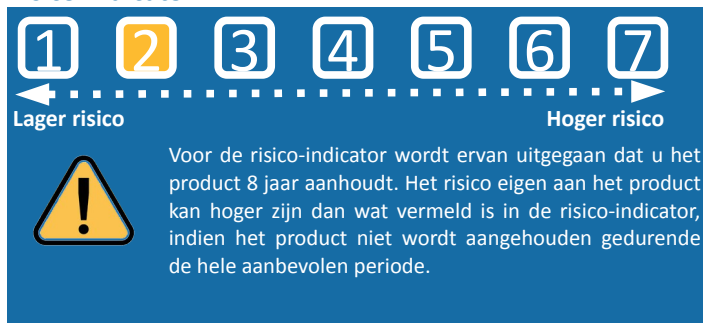 1 2 3 4 5 6 7
Lager risico Hoger risico
Voor de risico-indicator wordt ervan uitgegaan dat u het
product 8 jaar aanhoudt. Het risico eigen aan het product
kan hoger zijn dan wat vermeld is in de risico-indicator,
indien het product niet wordt aangehouden gedurende
de hele aanbevolen periode.